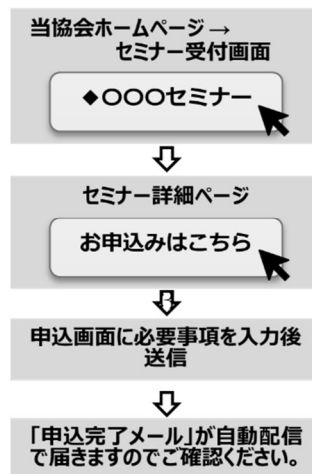 当協会ホームページ→
セミナー受付画面
◆〇〇〇セミナー
セミナー詳細ページ
お申込みはこちら
申込画面に必要事項を入力後
送信
「申込完了メール」が自動配信
で届きますのでご確認ください。